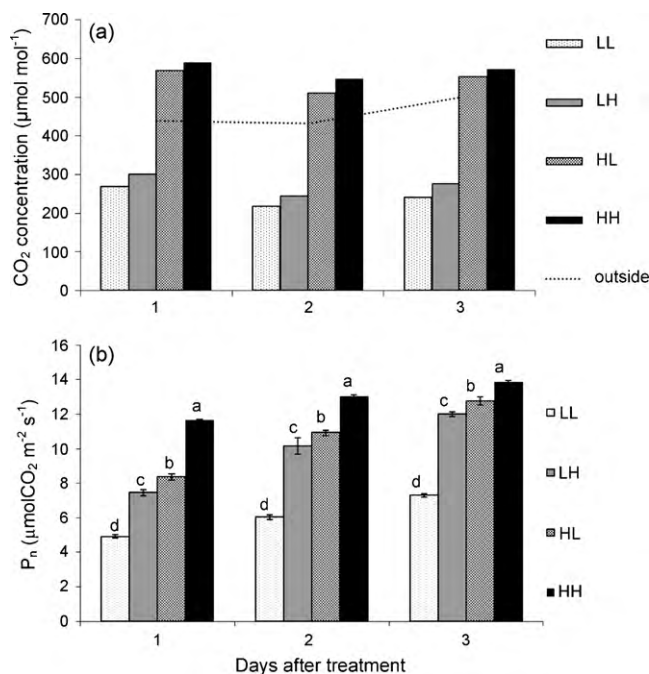 (a)
CO₂ concentration (µmol mol⁻¹)
700
600
500
400
300
200
100
0
1 2 3
LL
LH
HL
HH
outside
(b)
Pₙ (µmolCO₂ m⁻² s⁻¹)
16
14
12
10
8
6
4
2
0
d c b a
d c b a
d c b a
1 2 3
Days after treatment
LL
LH
HL
HH